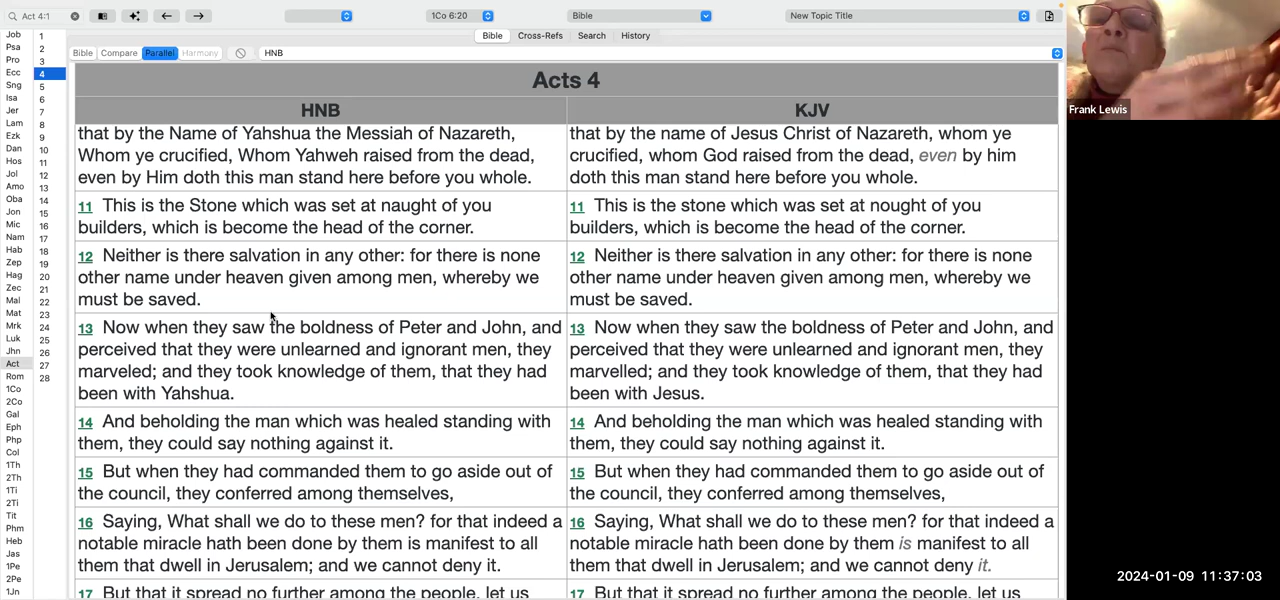 Act 4:1
1Co 6:20
Bible
New Topic Title
Bible Cross-Refs Search History
Bible Compare Parallel Harmony
HNB
Job
Psa
Pro
Ecc
Sng
Isa
Jer
Lam
Ezk
Dan
Hos
Jol
Amo
Oba
Jon
Mic
Nam
Hab
Zep
Hag
Zec
Mal
Mat
Mrk
Luk
Jhn
Act
Rom
1Co
2Co
Gal
Eph
Php
Col
1Th
2Th
1Ti
2Ti
Tit
Phm
Heb
Jas
1Pe
2Pe
1Jn
1
2
3
4
5
6
7
8
9
10
11
12
13
14
15
16
17
18
19
20
21
22
23
24
25
26
27
28
Acts 4
HNB
that by the Name of Yahshua the Messiah of Nazareth,
Whom ye crucified, Whom Yahweh raised from the dead,
even by Him doth this man stand here before you whole.
11 This is the Stone which was set at naught of you
builders, which is become the head of the corner.
12 Neither is there salvation in any other: for there is none
other name under heaven given among men, whereby we
must be saved.
13 Now when they saw the boldness of Peter and John, and
perceived that they were unlearned and ignorant men, they
marveled; and they took knowledge of them, that they had
been with Yahshua.
14 And beholding the man which was healed standing with
them, they could say nothing against it.
15 But when they had commanded them to go aside out of
the council, they conferred among themselves,
16 Saying, What shall we do to these men? for that indeed a
notable miracle hath been done by them is manifest to all
them that dwell in Jerusalem; and we cannot deny it.
17 But that it spread no further among the people, let us
KJV
that by the name of Jesus Christ of Nazareth, whom ye
crucified, whom God raised from the dead, even by him
doth this man stand here before you whole.
11 This is the stone which was set at nought of you
builders, which is become the head of the corner.
12 Neither is there salvation in any other: for there is none
other name under heaven given among men, whereby we
must be saved.
13 Now when they saw the boldness of Peter and John, and
perceived that they were unlearned and ignorant men, they
marvelled; and they took knowledge of them, that they had
been with Jesus.
14 And beholding the man which was healed standing with
them, they could say nothing against it.
15 But when they had commanded them to go aside out of
the council, they conferred among themselves,
16 Saying, What shall we do to these men? for that indeed a
notable miracle hath been done by them is manifest to all
them that dwell in Jerusalem; and we cannot deny it.
17 But that it spread no further among the people, let us
Frank Lewis
2024-01-09 11:37:03